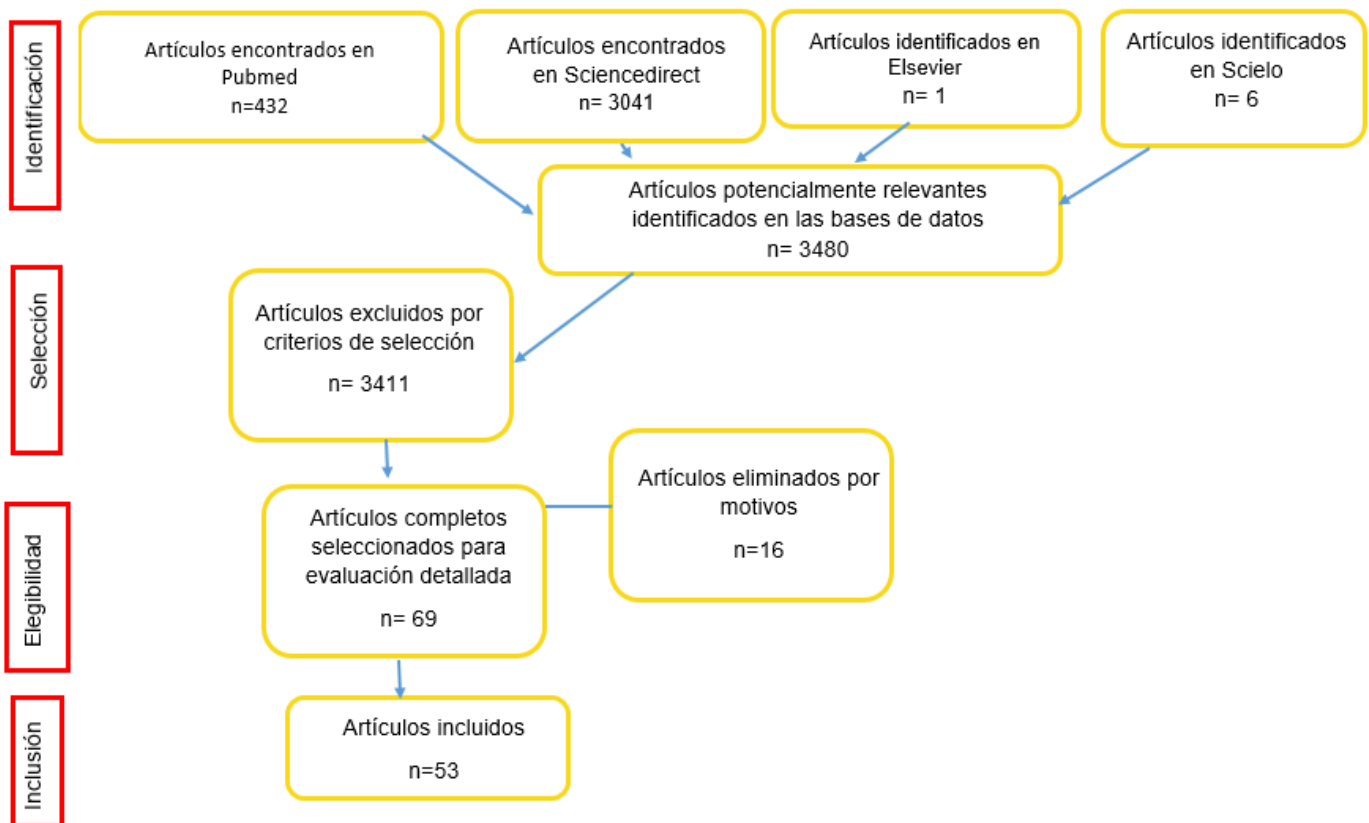 Identificación
Artículos encontrados en
Pubmed
n=432
Artículos encontrados
en Sciencedirect
n= 3041
Artículos identificados en
Elsevier
n= 1
Artículos identificados
en Scielo
n= 6
Artículos potencialmente relevantes
identificados en las bases de datos
n= 3480
Selección
Artículos excluidos por
criterios de selección
n= 3411
Elegibilidad
Artículos completos
seleccionados para
evaluación detallada
n= 69
Artículos eliminados por
motivos
n=16
Inclusión
Artículos incluidos
n=53